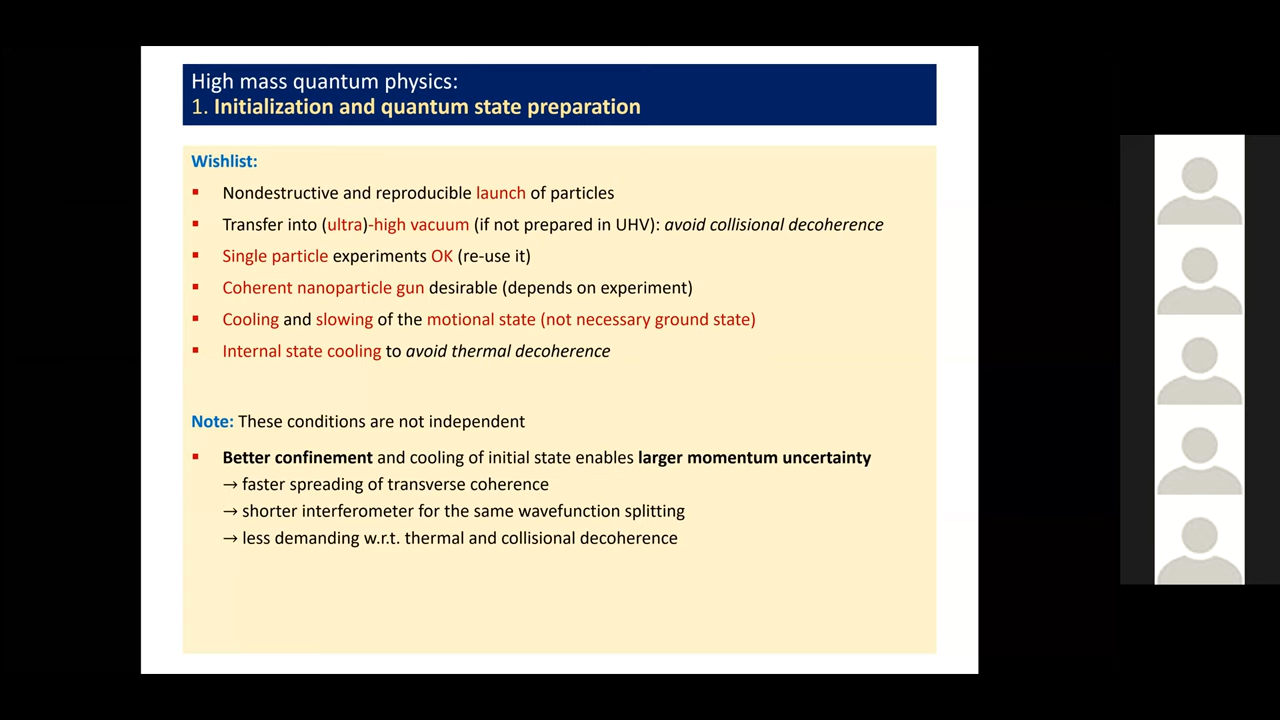 High mass quantum physics:
1. Initialization and quantum state preparation
Wishlist:
▪ Nondestructive and reproducible launch of particles
▪ Transfer into (ultra)-high vacuum (if not prepared in UHV): avoid collisional decoherence
▪ Single particle experiments OK (re-use it)
▪ Coherent nanoparticle gun desirable (depends on experiment)
▪ Cooling and slowing of the motional state (not necessary ground state)
▪ Internal state cooling to avoid thermal decoherence
Note: These conditions are not independent
▪ Better confinement and cooling of initial state enables larger momentum uncertainty
→ faster spreading of transverse coherence
→ shorter interferometer for the same wavefunction splitting
→ less demanding w.r.t. thermal and collisional decoherence